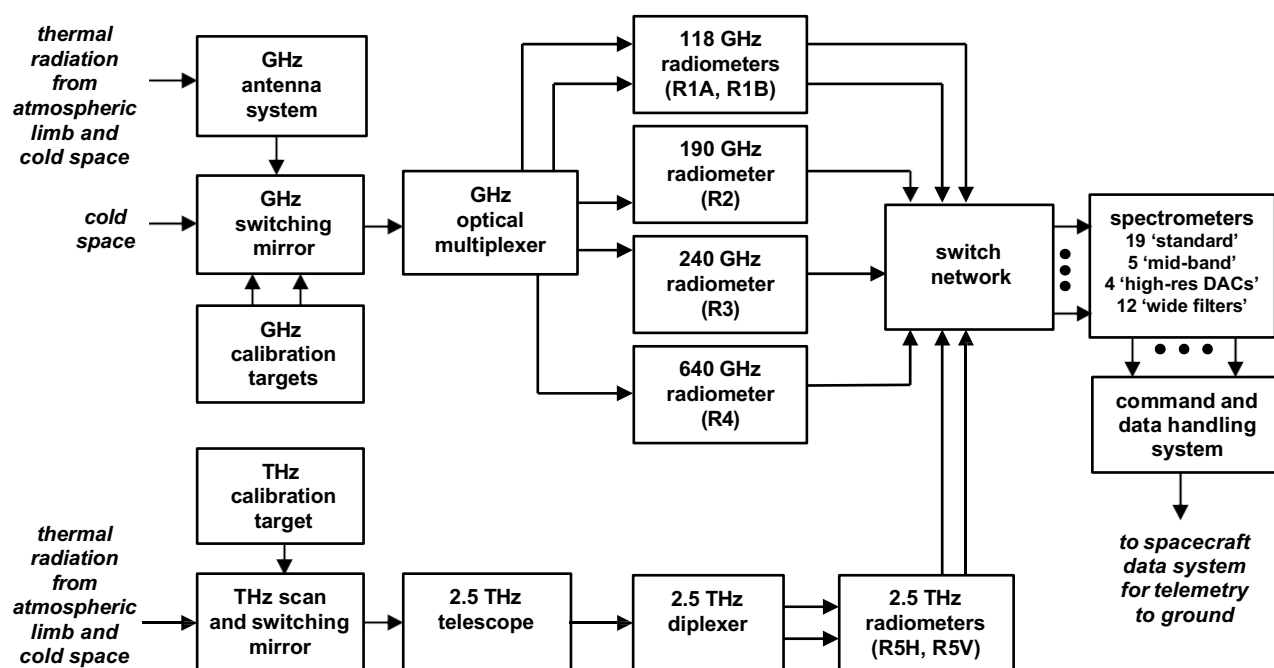 thermal
radiation
from
atmospheric
limb and
cold space
GHz
antenna
system
cold
space
GHz
switching
mirror
GHz
calibration
targets
GHz
optical
multiplexer
118 GHz
radiometers
(R1A, R1B)
190 GHz
radiometer
(R2)
240 GHz
radiometer
(R3)
640 GHz
radiometer
(R4)
switch
network
spectrometers
19 ‘standard’
5 ‘mid-band’
4 ‘high-res DACs’
12 ‘wide filters’
command and
data handling
system
to spacecraft
data system
for telemetry
to ground
THz
calibration
target
thermal
radiation
from
atmospheric
limb and
cold space
THz scan
and switching
mirror
2.5 THz
telescope
2.5 THz
diplexer
2.5 THz
radiometers
(R5H, R5V)